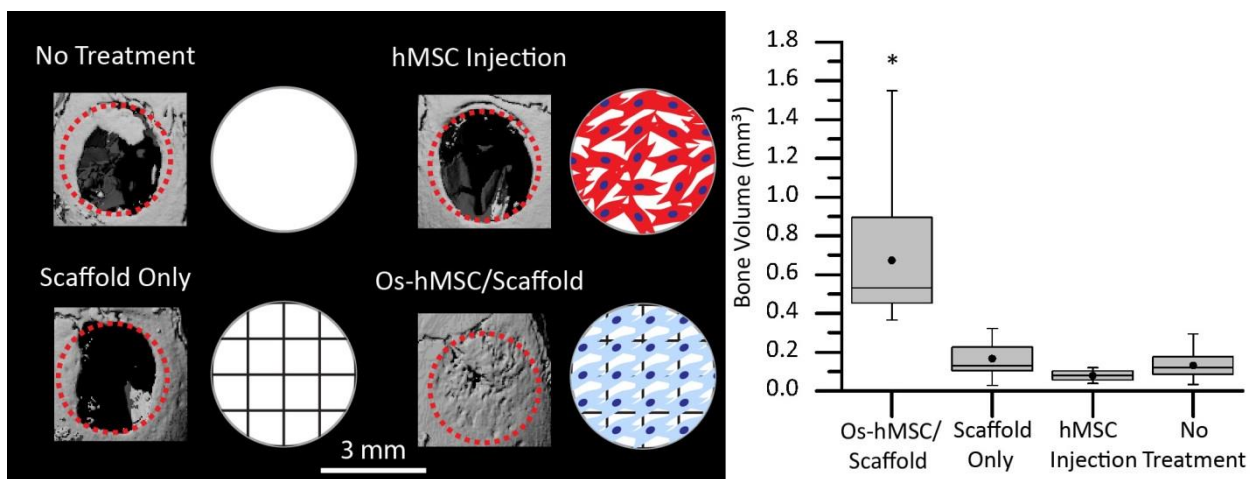 No Treatment
hMSC Injection
Scaffold Only
Os-hMSC/Scaffold
3 mm
Bone Volume (mm³)
1.8
1.6
1.4
1.2
1.0
0.8
0.6
0.4
0.2
0.0
*
Os-hMSC/
Scaffold
Scaffold
Only
hMSC
Injection
No
Treatment